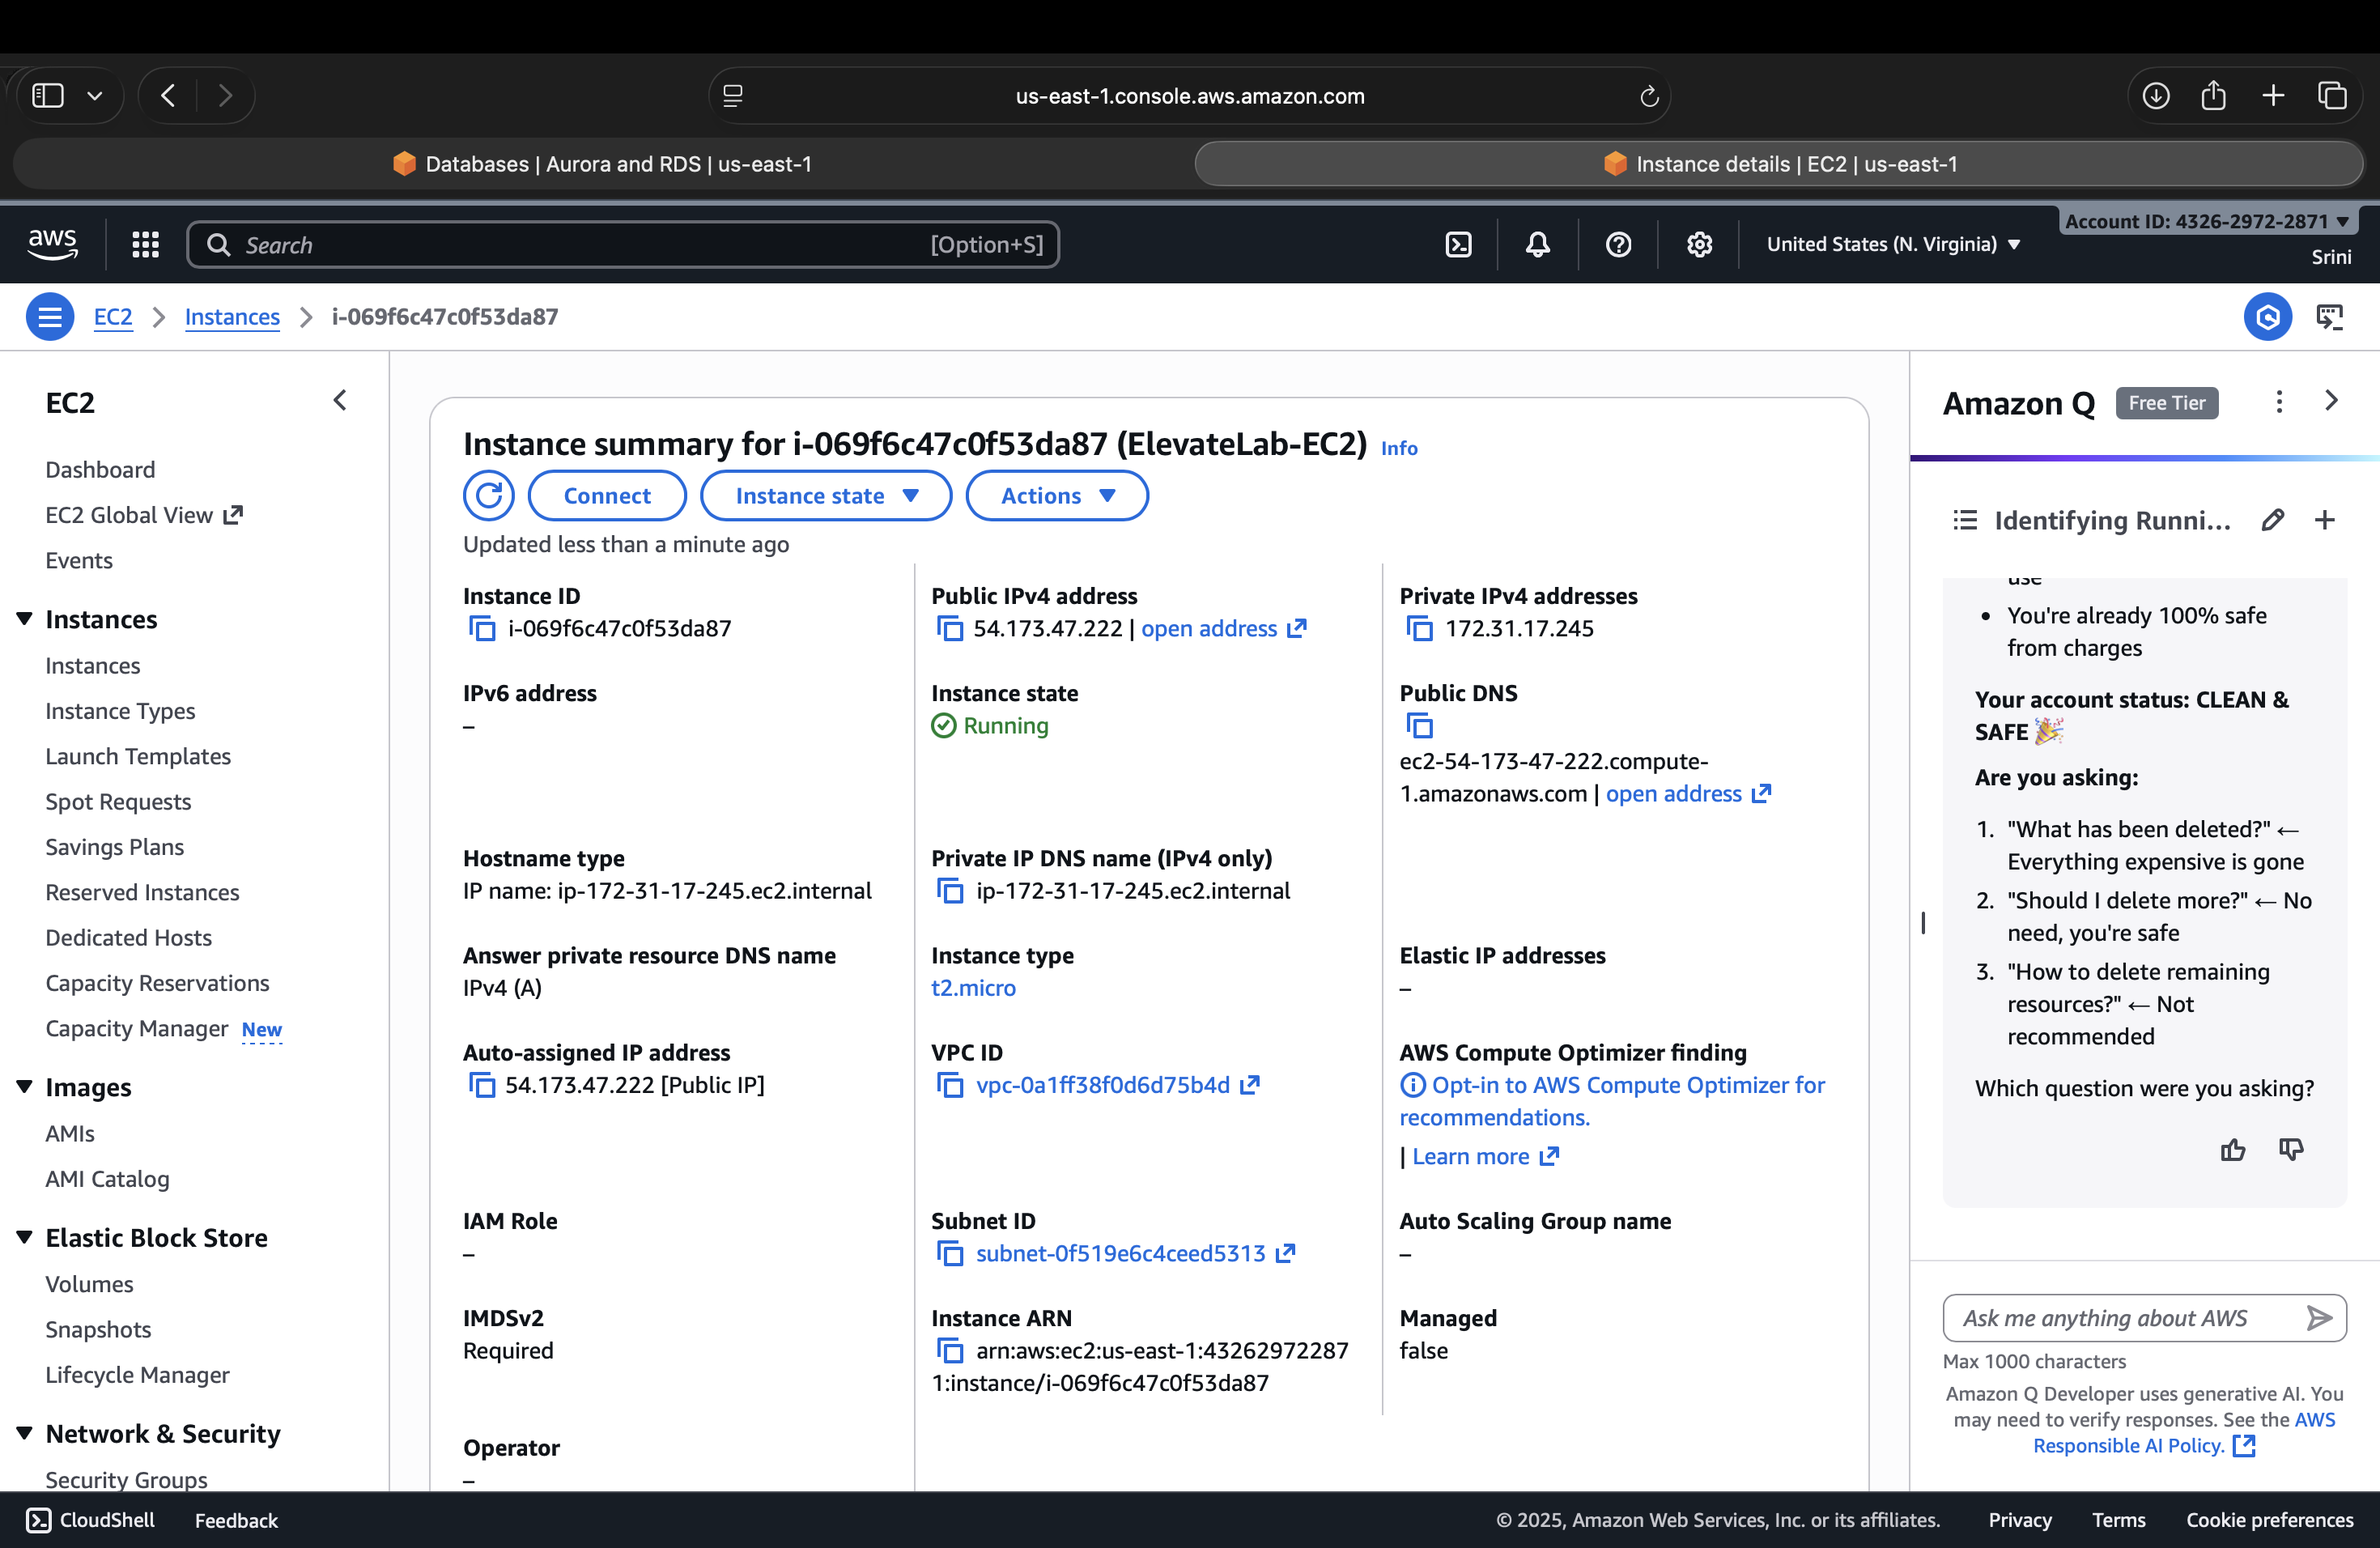 us-east-1.console.aws.amazon.com
Databases | Aurora and RDS | us-east-1
Instance details | EC2 | us-east-1
aws
Search
[Option+S]
United States (N. Virginia)
Account ID: 4326-2972-2871
Srini
EC2
Instances
i-069f6c47c0f53da87
EC2
Dashboard
EC2 Global View
Events
Instances
Instances
Instance Types
Launch Templates
Spot Requests
Savings Plans
Reserved Instances
Dedicated Hosts
Capacity Reservations
Capacity Manager New
Images
AMIs
AMI Catalog
Elastic Block Store
Volumes
Snapshots
Lifecycle Manager
Network & Security
Security Groups
Instance summary for i-069f6c47c0f53da87 (ElevateLab-EC2) Info
Connect
Instance state
Actions
Updated less than a minute ago
Instance ID
i-069f6c47c0f53da87
Public IPv4 address
54.173.47.222 | open address
Private IPv4 addresses
172.31.17.245
IPv6 address
–
Instance state
Running
Public DNS
ec2-54-173-47-222.compute-
1.amazonaws.com | open address
Hostname type
IP name: ip-172-31-17-245.ec2.internal
Private IP DNS name (IPv4 only)
ip-172-31-17-245.ec2.internal
Answer private resource DNS name
IPv4 (A)
Instance type
t2.micro
Elastic IP addresses
–
Auto-assigned IP address
54.173.47.222 [Public IP]
VPC ID
vpc-0a1ff38f0d6d75b4d
AWS Compute Optimizer finding
Opt-in to AWS Compute Optimizer for
recommendations.
| Learn more
IAM Role
–
Subnet ID
subnet-0f519e6c4ceed5313
Auto Scaling Group name
–
IMDSv2
Required
Instance ARN
arn:aws:ec2:us-east-1:43262972287
1:instance/i-069f6c47c0f53da87
Managed
false
Operator
–
Amazon Q Free Tier
Identifying Runni...
use
• You're already 100% safe
from charges
Your account status: CLEAN &
SAFE 🎉
Are you asking:
1. "What has been deleted?" ←
Everything expensive is gone
2. "Should I delete more?" ← No
need, you're safe
3. "How to delete remaining
resources?" ← Not
recommended
Which question were you asking?
Ask me anything about AWS
Max 1000 characters
Amazon Q Developer uses generative AI. You
may need to verify responses. See the AWS
Responsible AI Policy.
CloudShell
Feedback
© 2025, Amazon Web Services, Inc. or its affiliates.
Privacy
Terms
Cookie preferences